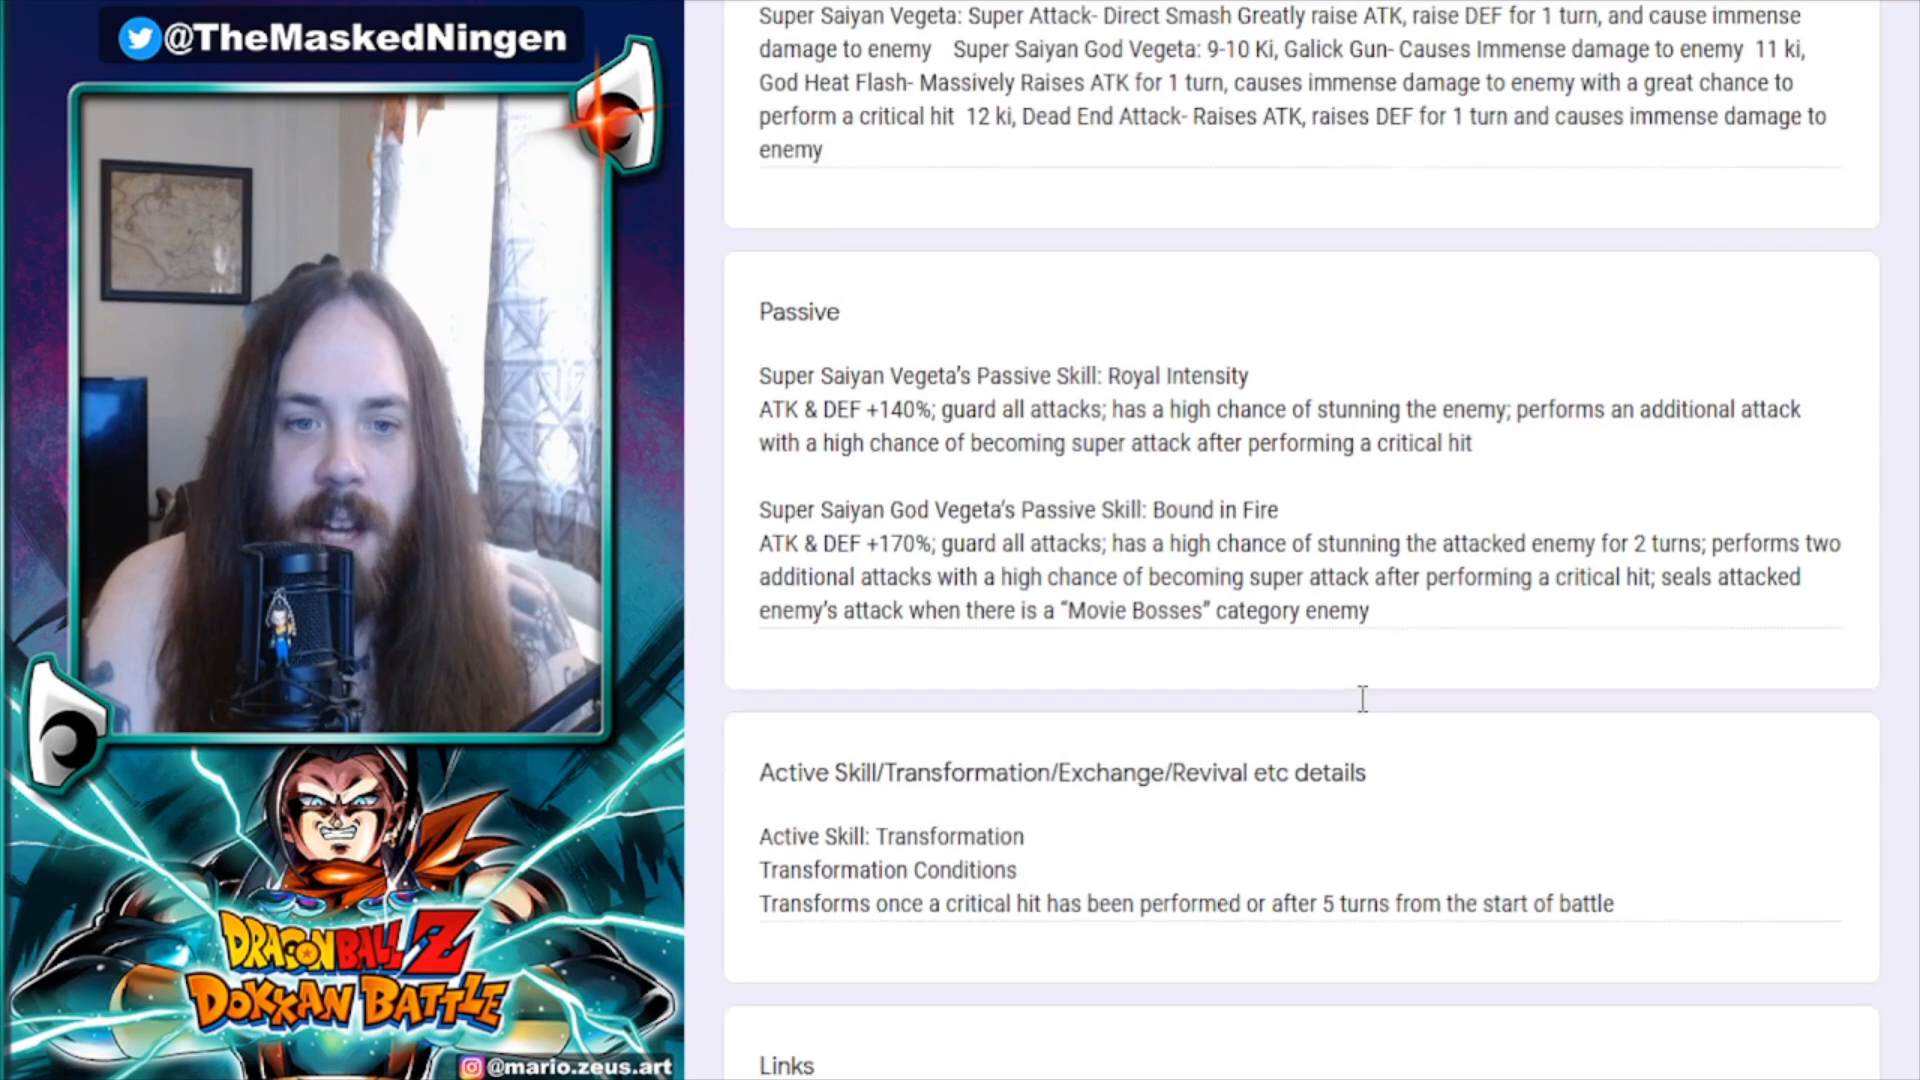 @TheMaskedNingen
Super Saiyan Vegeta: Super Attack- Direct Smash Greatly raise ATK, raise DEF for 1 turn, and cause immense
damage to enemy    Super Saiyan God Vegeta: 9-10 Ki, Galick Gun- Causes Immense damage to enemy  11 ki,
God Heat Flash- Massively Raises ATK for 1 turn, causes immense damage to enemy with a great chance to
perform a critical hit  12 ki, Dead End Attack- Raises ATK, raises DEF for 1 turn and causes immense damage to
enemy
Passive
Super Saiyan Vegeta’s Passive Skill: Royal Intensity
ATK & DEF +140%; guard all attacks; has a high chance of stunning the enemy; performs an additional attack
with a high chance of becoming super attack after performing a critical hit
Super Saiyan God Vegeta’s Passive Skill: Bound in Fire
ATK & DEF +170%; guard all attacks; has a high chance of stunning the attacked enemy for 2 turns; performs two
additional attacks with a high chance of becoming super attack after performing a critical hit; seals attacked
enemy’s attack when there is a “Movie Bosses” category enemy
Active Skill/Transformation/Exchange/Revival etc details
Active Skill: Transformation
Transformation Conditions
Transforms once a critical hit has been performed or after 5 turns from the start of battle
Links
DRAGON BALL Z
DOKKAN BATTLE
@mario.zeus.art